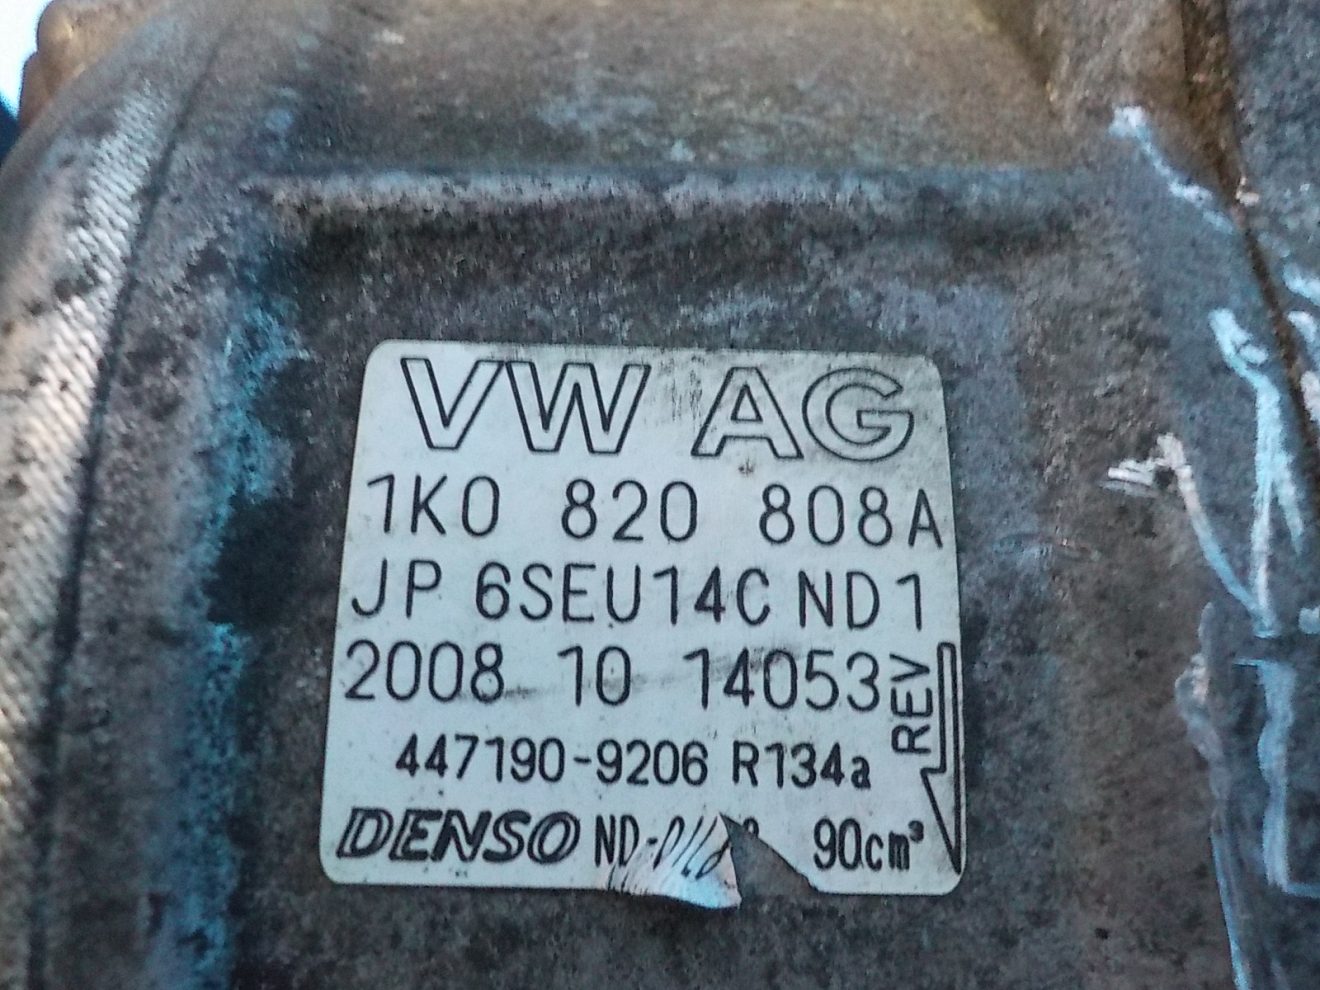 VW AG
1K0 820 808A
JP 6SEU14C ND1
2008 10 14053
REV
447190-9206 R134a
DENSO 90cm³